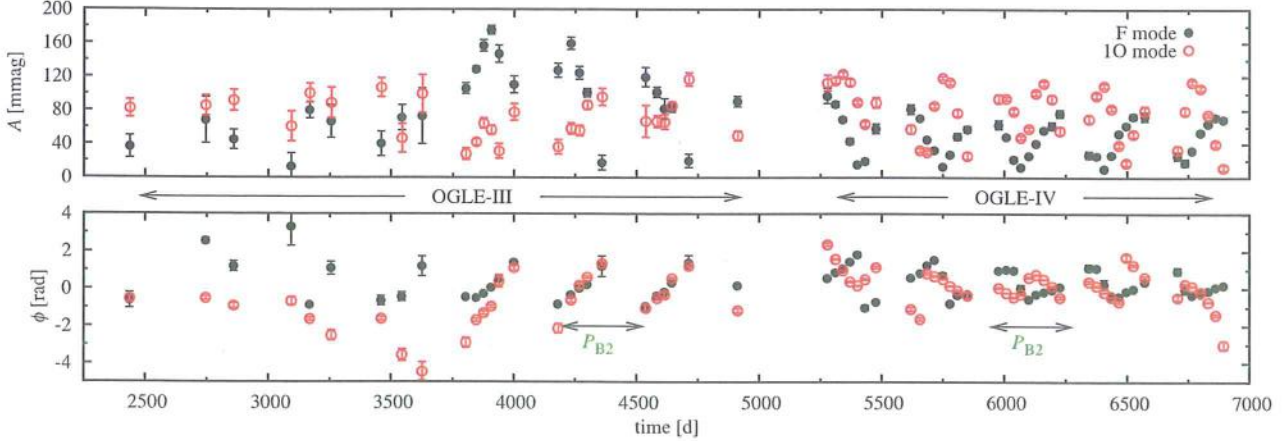 200
160
120
80
40
0
A [mmag]
F mode
1O mode
OGLE-III
OGLE-IV
4
2
0
-2
-4
ϕ [rad]
P_B2
P_B2
2500 3000 3500 4000 4500 5000 5500 6000 6500 7000
time [d]